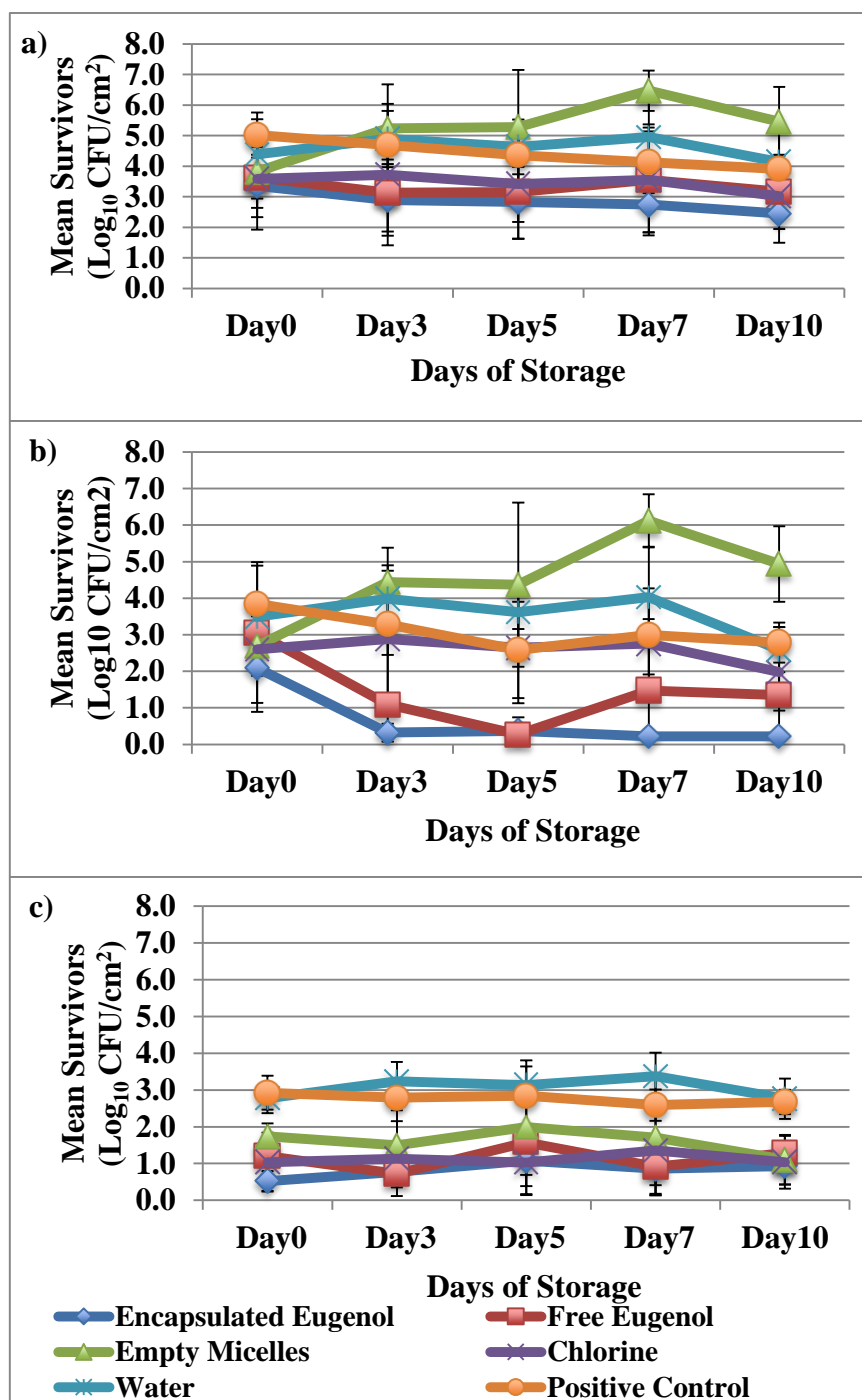 a)
8.0
7.0
6.0
5.0
4.0
3.0
2.0
1.0
0.0
Mean Survivors
(Log10 CFU/cm2)
Day0 Day3 Day5 Day7 Day10
Days of Storage
b)
8.0
7.0
6.0
5.0
4.0
3.0
2.0
1.0
0.0
Mean Survivors
(Log10 CFU/cm2)
Day0 Day3 Day5 Day7 Day10
Days of Storage
c)
8.0
7.0
6.0
5.0
4.0
3.0
2.0
1.0
0.0
Mean Survivors
(Log10 CFU/cm2)
Day0 Day3 Day5 Day7 Day10
Days of Storage
Encapsulated Eugenol Free Eugenol
Empty Micelles Chlorine
Water Positive Control